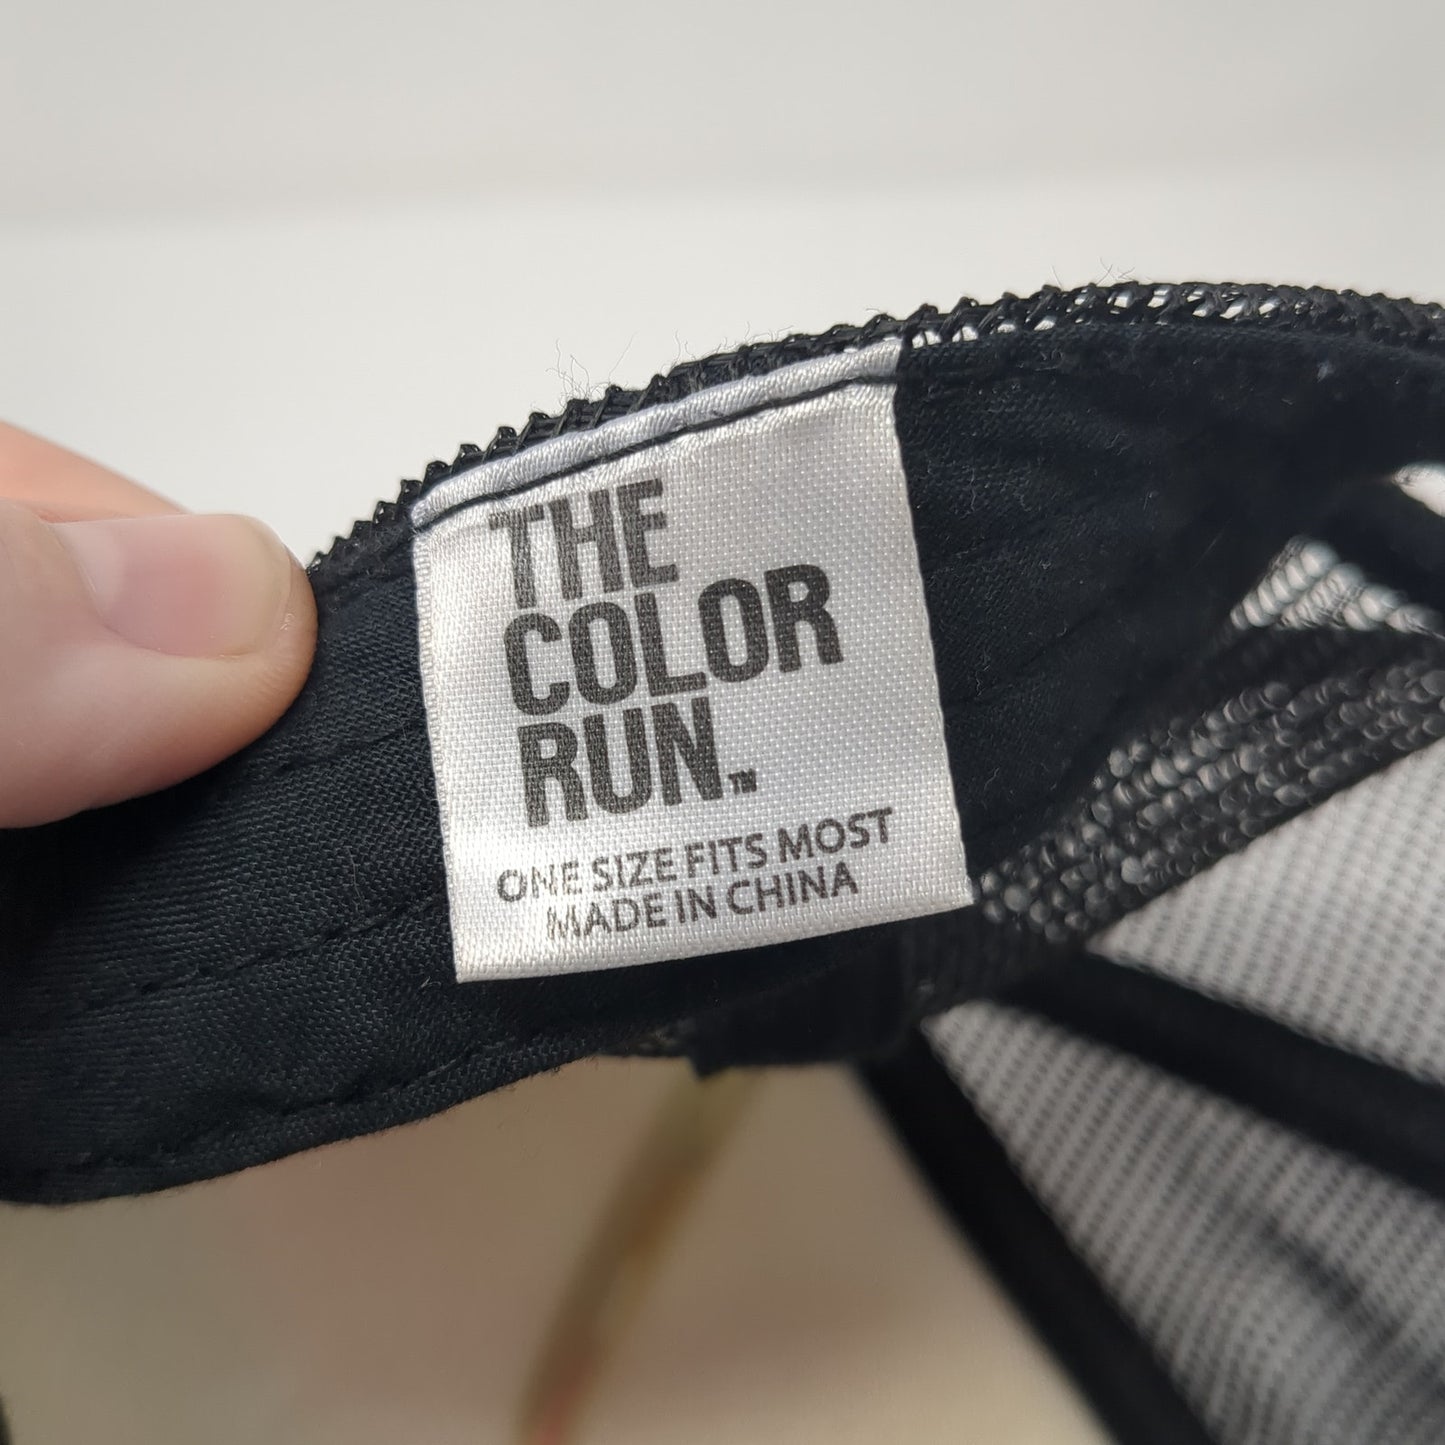 THE
COLOR
RUN.™
ONE SIZE FITS MOST
MADE IN CHINA